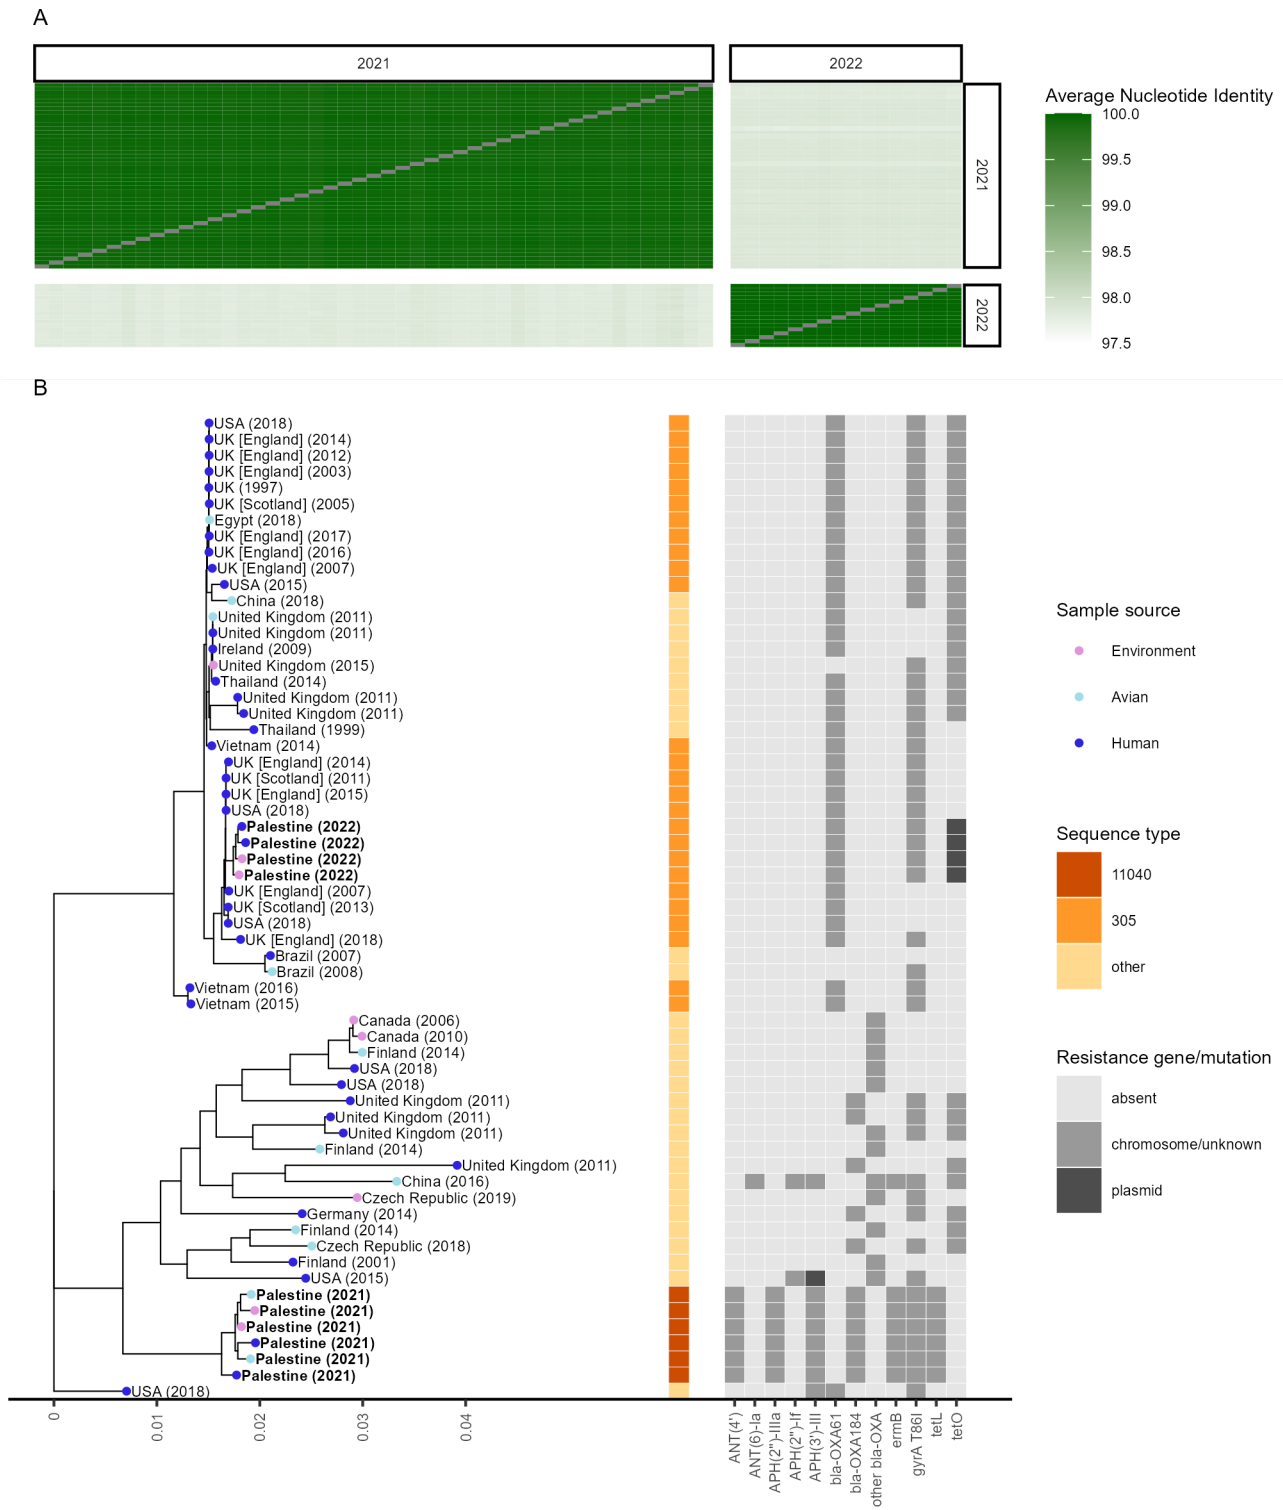 A
2021
2022
2021
2022
Average Nucleotide Identity
100.0
99.5
99.0
98.5
98.0
97.5
B
USA (2018)
UK [England] (2014)
UK [England] (2012)
UK [England] (2003)
UK (1997)
UK [Scotland] (2005)
Egypt (2018)
UK [England] (2017)
UK [England] (2016)
UK [England] (2007)
USA (2015)
China (2018)
United Kingdom (2011)
United Kingdom (2011)
Ireland (2009)
United Kingdom (2015)
Thailand (2014)
United Kingdom (2011)
United Kingdom (2011)
Thailand (1999)
Vietnam (2014)
UK [England] (2014)
UK [Scotland] (2011)
UK [England] (2015)
USA (2018)
Palestine (2022)
Palestine (2022)
Palestine (2022)
Palestine (2022)
UK [England] (2007)
UK [Scotland] (2013)
USA (2018)
UK [England] (2018)
Brazil (2007)
Brazil (2008)
Vietnam (2016)
Vietnam (2015)
Canada (2006)
Canada (2010)
Finland (2014)
USA (2018)
USA (2018)
United Kingdom (2011)
United Kingdom (2011)
United Kingdom (2011)
Finland (2014)
United Kingdom (2011)
China (2016)
Czech Republic (2019)
Germany (2014)
Finland (2014)
Czech Republic (2018)
Finland (2001)
USA (2015)
Palestine (2021)
Palestine (2021)
Palestine (2021)
Palestine (2021)
Palestine (2021)
Palestine (2021)
USA (2018)
0
0.01
0.02
0.03
0.04
ANT(4')
ANT(6)-Ia
APH(2")-IIIa
APH(2")-If
APH(3')-III
bla-OXA61
bla-OXA184
other bla-OXA
ermB
gyrA T86I
tetL
tetO
Sample source
Environment
Avian
Human
Sequence type
11040
305
other
Resistance gene/mutation
absent
chromosome/unknown
plasmid